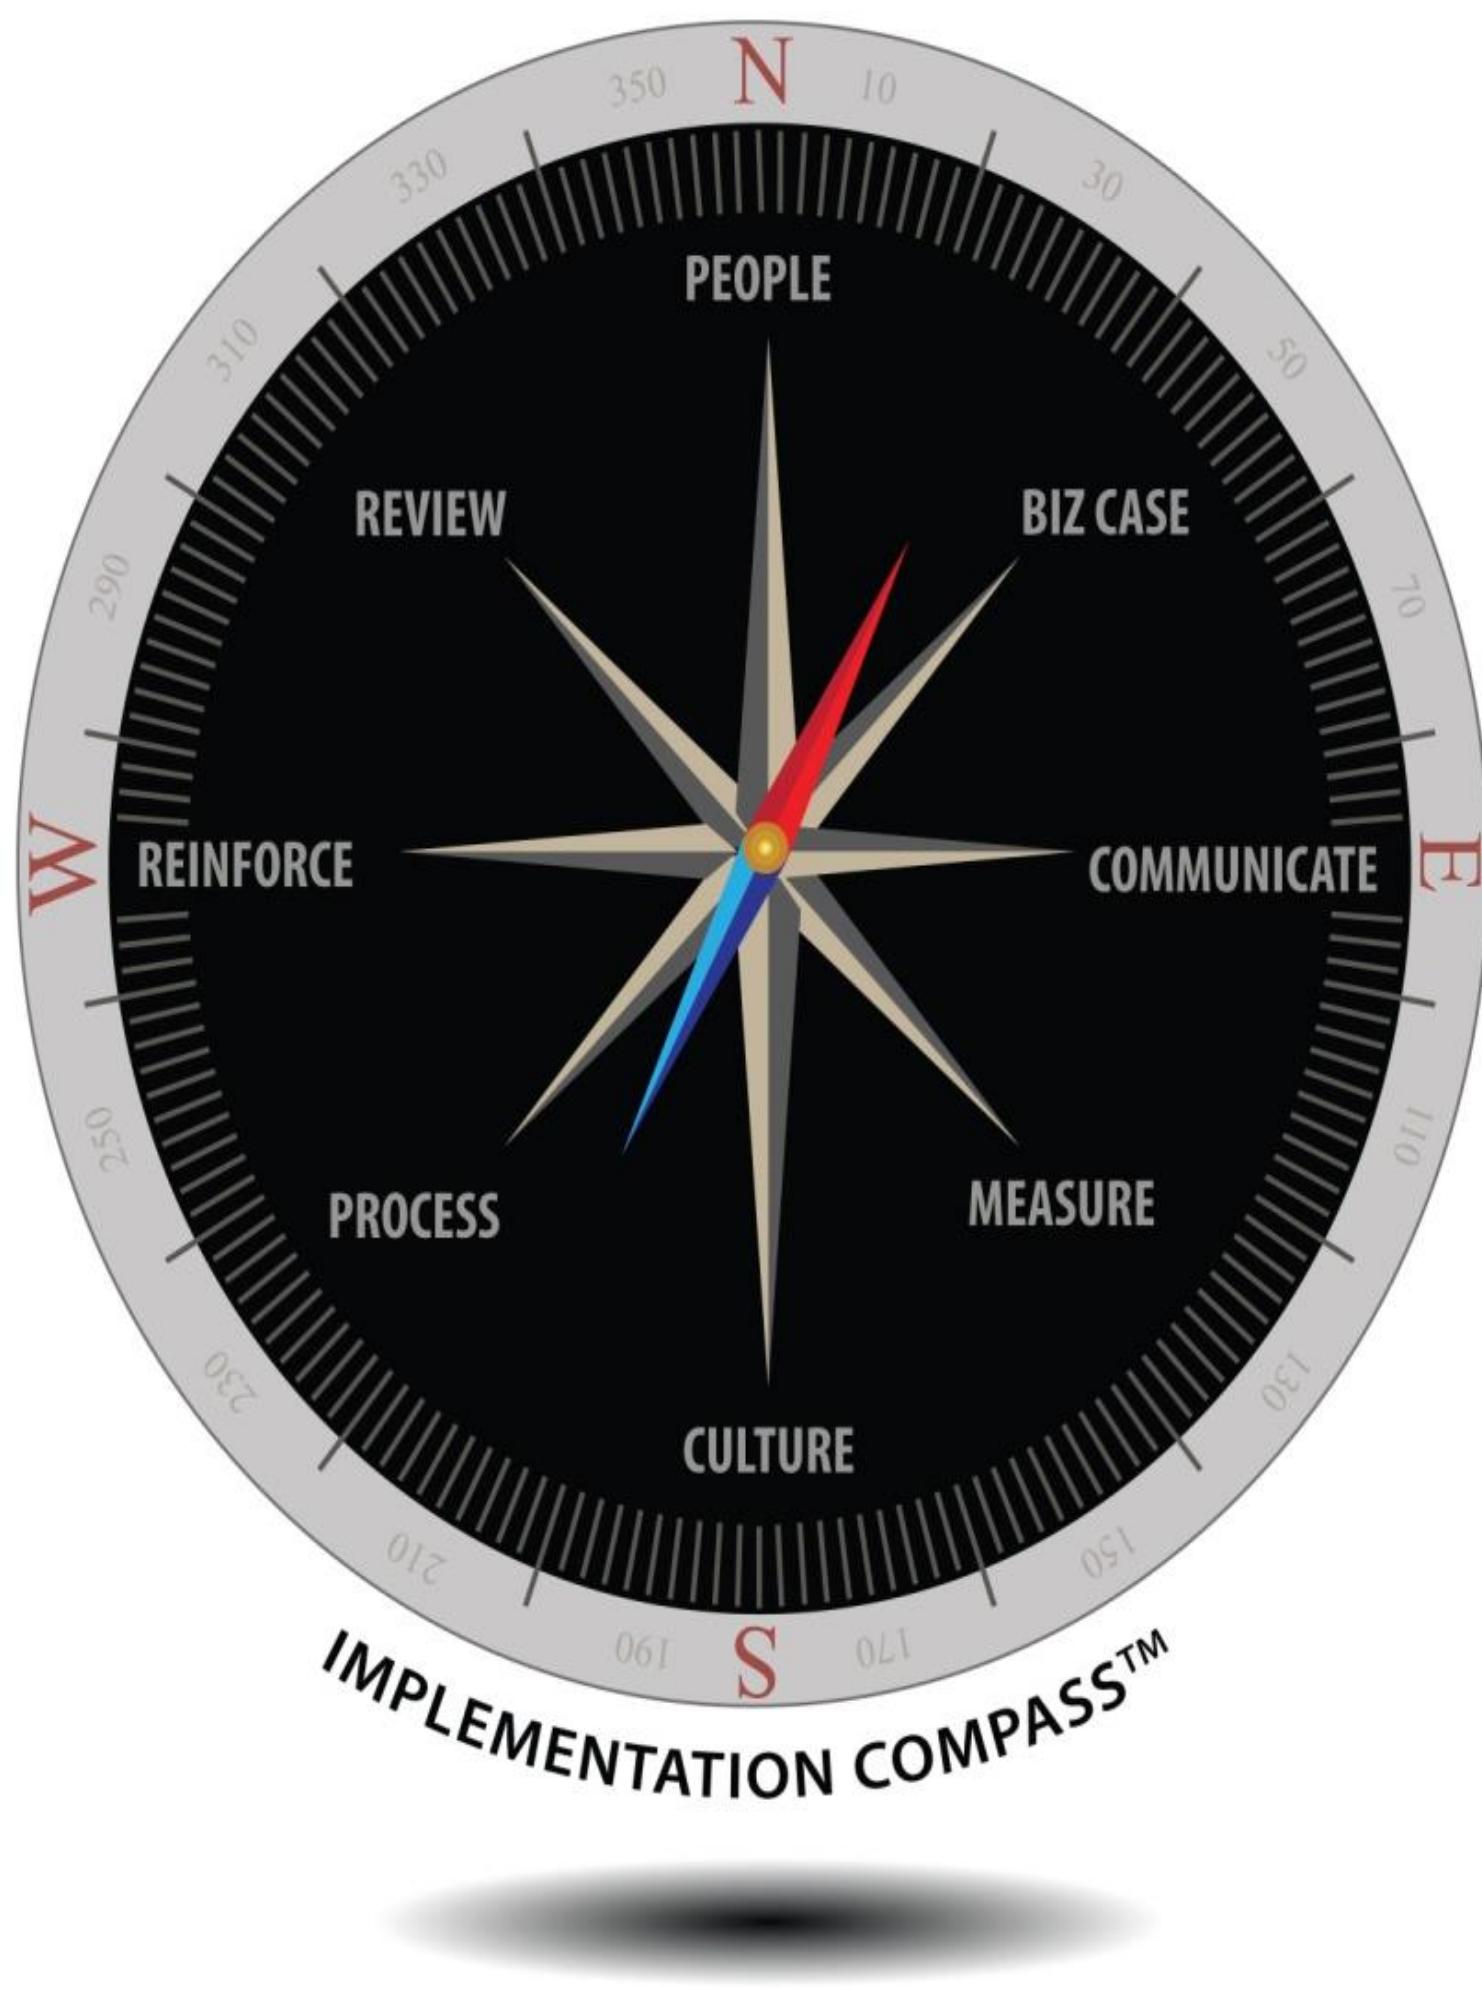 N
350
10
330
30
310
50
290
70
PEOPLE
REVIEW
BIZ CASE
W
REINFORCE
COMMUNICATE
E
PROCESS
MEASURE
CULTURE
250
110
230
130
210
150
190
170
S
IMPLEMENTATION COMPASS™